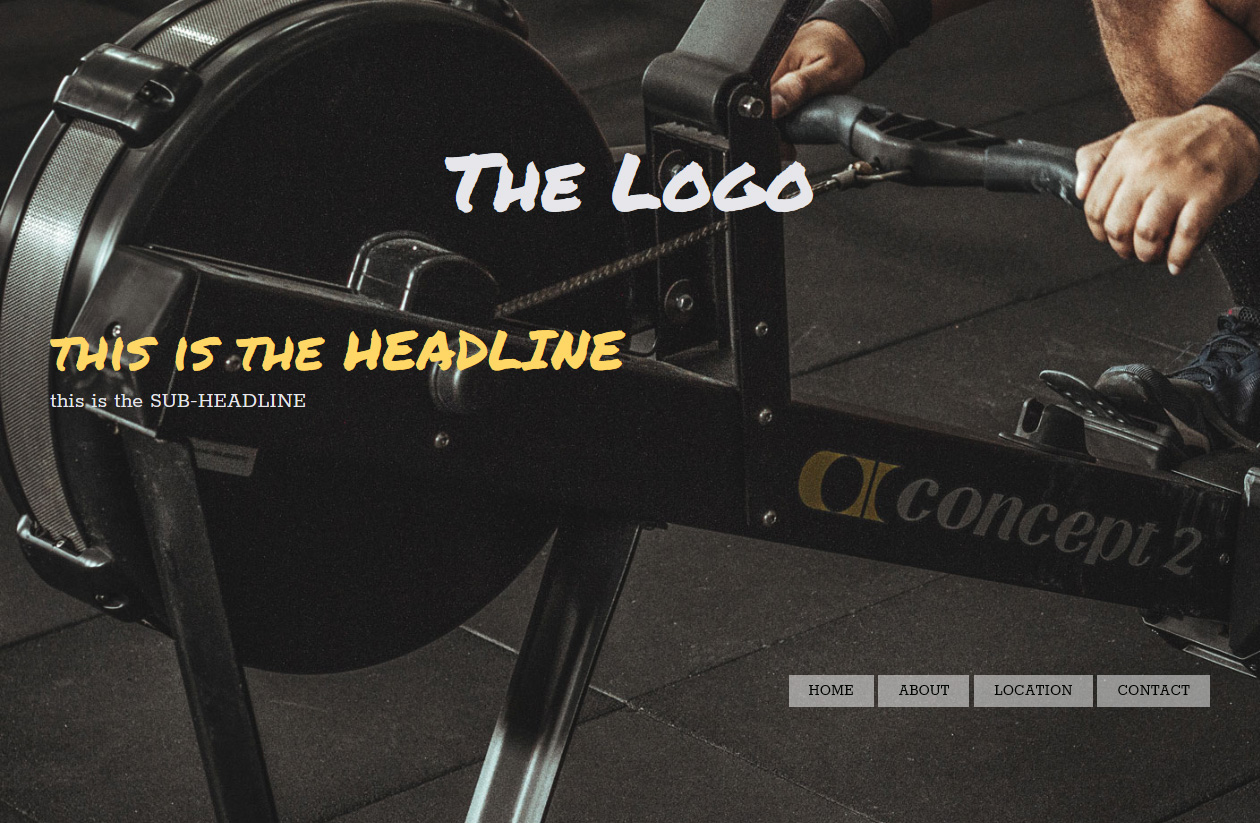 The Logo
THIS IS THE HEADLINE
this is the SUB-HEADLINE
concept 2
HOME ABOUT LOCATION CONTACT